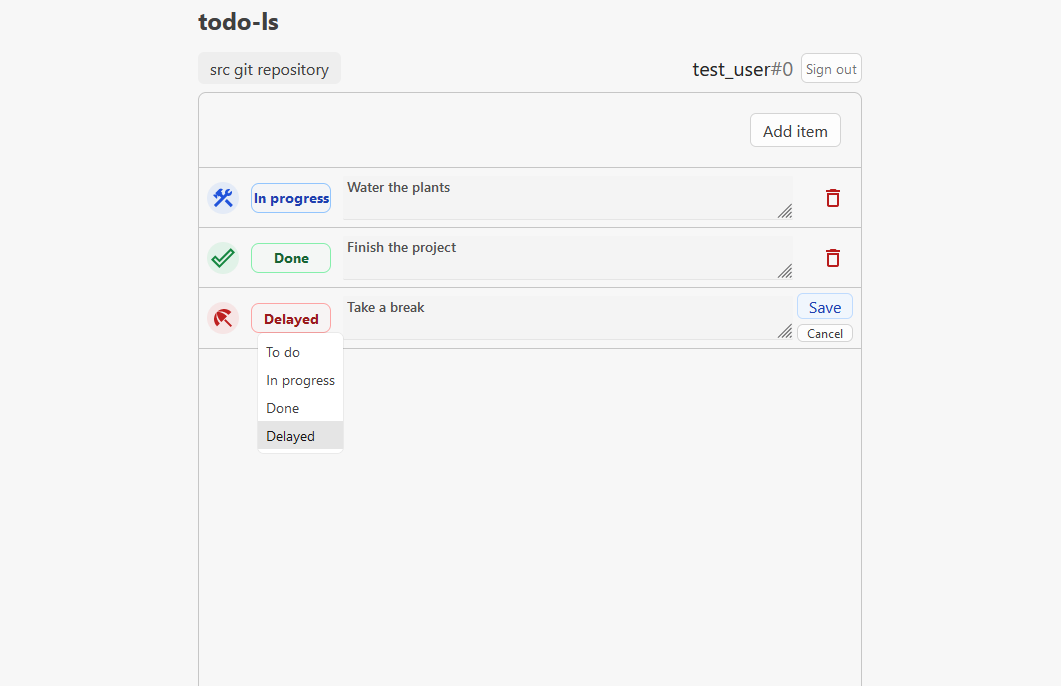 todo-ls
src git repository
test_user#0 Sign out
Add item
In progress Water the plants
Done Finish the project
Delayed Take a break Save
Cancel
To do
In progress
Done
Delayed